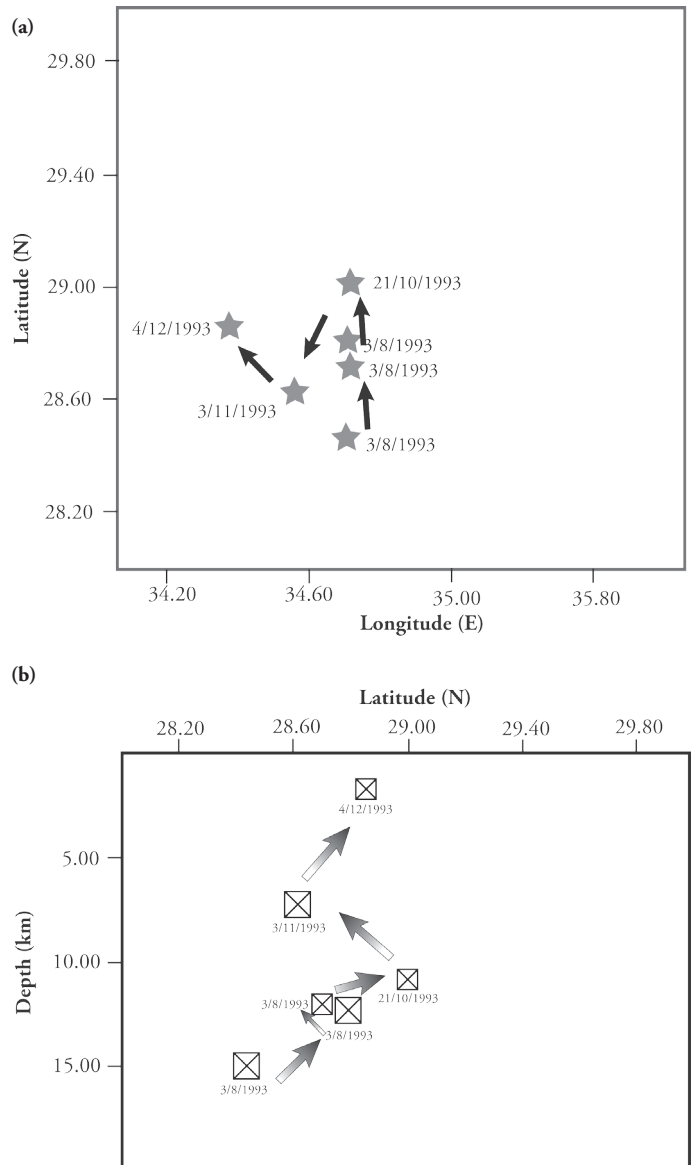 (a)
29.80
29.40
Latitude (N)
29.00
21/10/1993
4/12/1993
3/8/1993
3/8/1993
28.60
3/11/1993
3/8/1993
28.20
34.20 34.60 35.00 35.80
Longitude (E)
(b)
Latitude (N)
28.20 28.60 29.00 29.40 29.80
4/12/1993
5.00
3/11/1993
Depth (km)
10.00
21/10/1993
3/8/1993
3/8/1993
15.00
3/8/1993